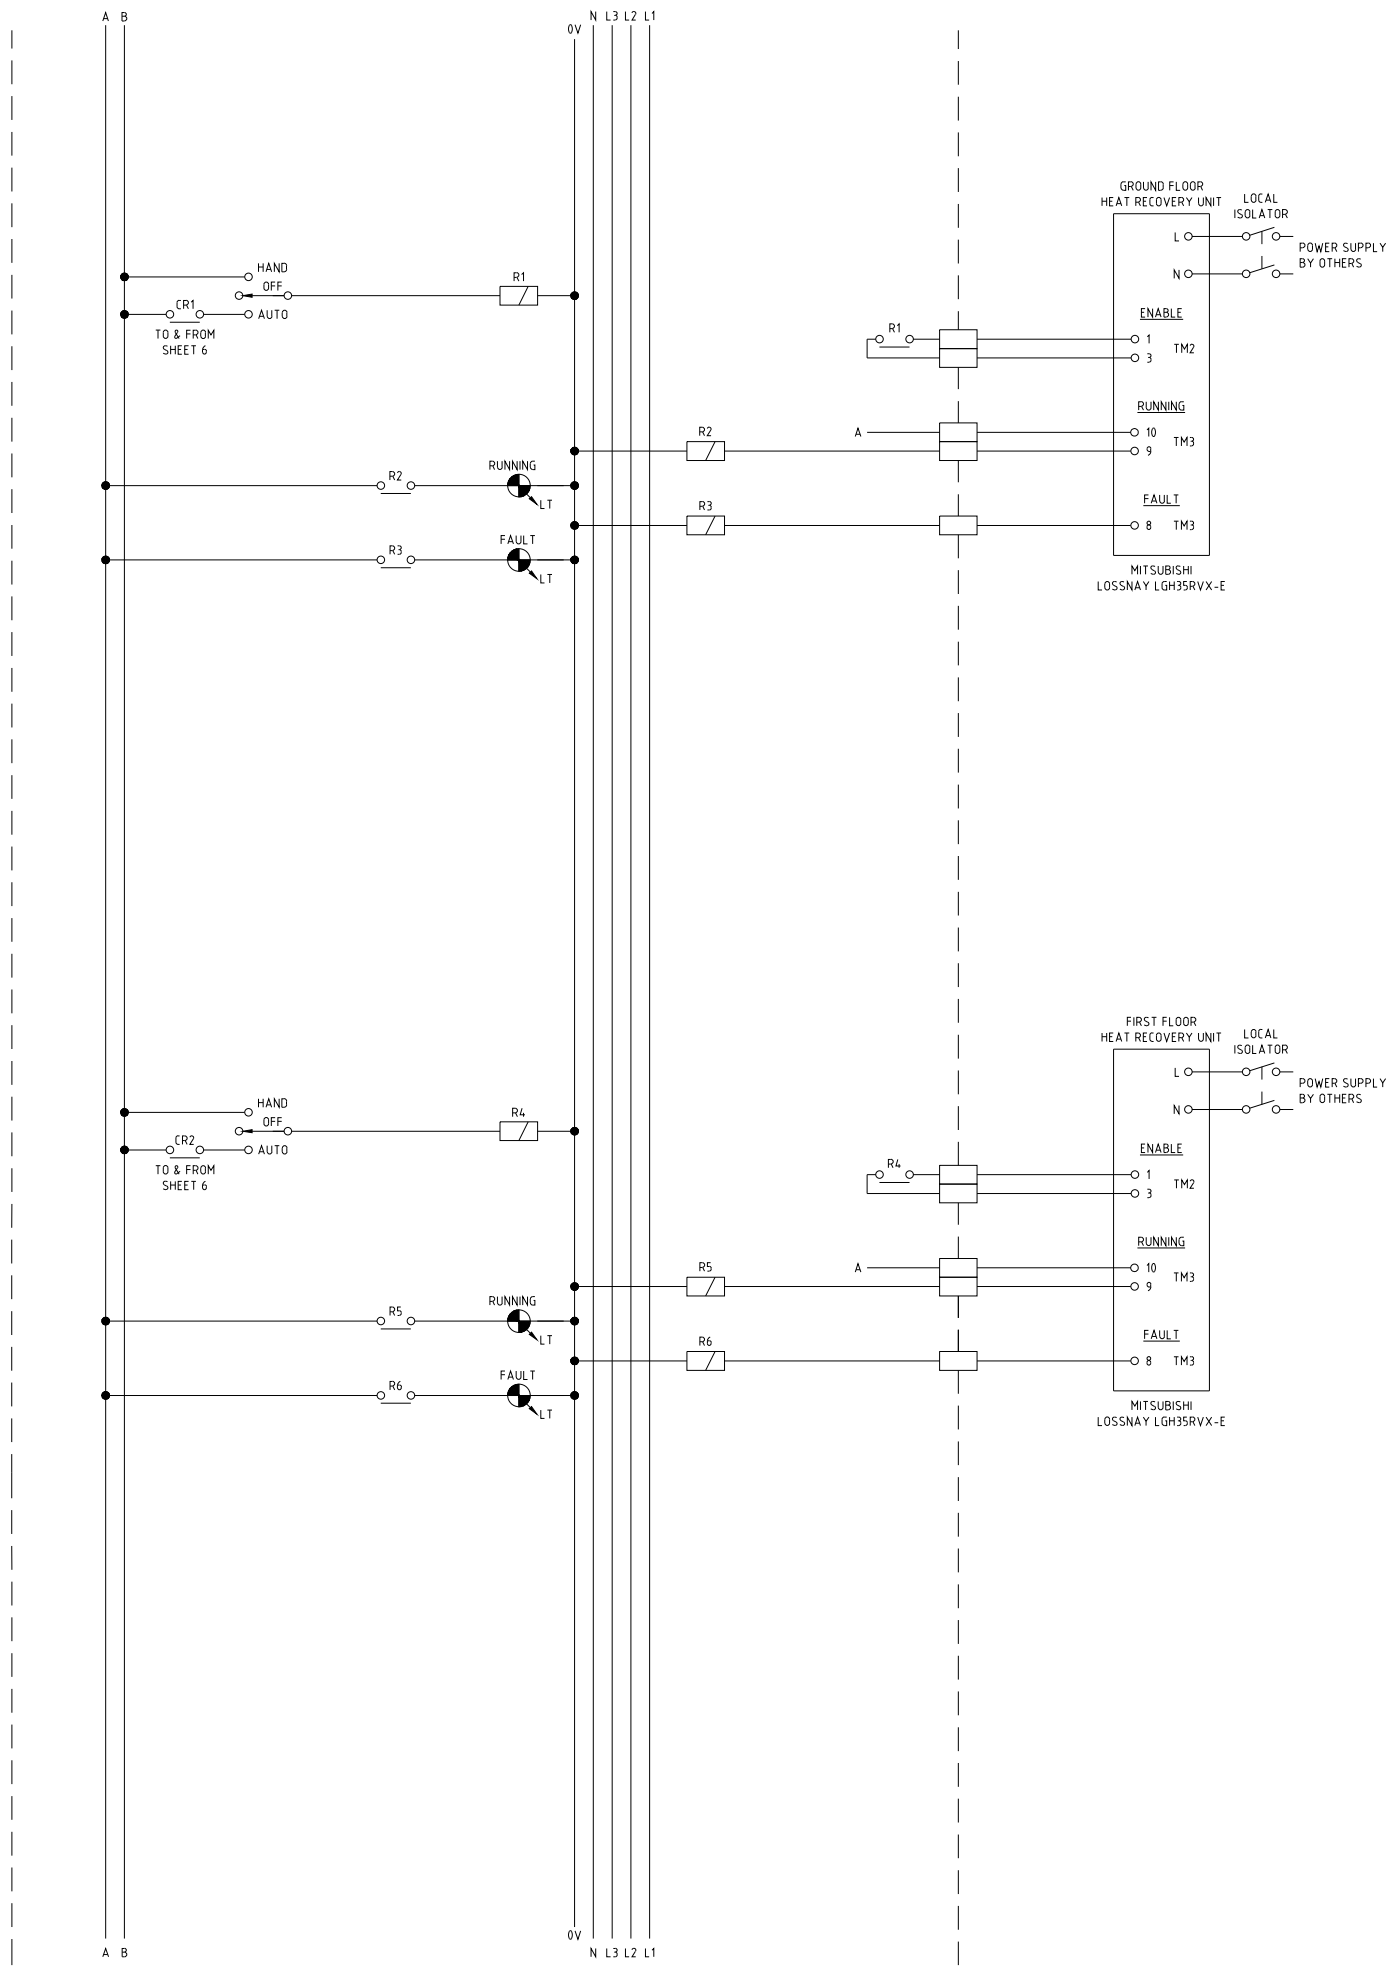 A B
0V
N L3 L2 L1
GROUND FLOOR
HEAT RECOVERY UNIT
LOCAL
ISOLATOR
L
N
POWER SUPPLY
BY OTHERS
HAND
OFF
AUTO
CR1
TO & FROM
SHEET 6
R1
ENABLE
R1
1
TM2
3
RUNNING
A
10
TM3
9
R2
R2
RUNNING
LT
FAULT
R3
8 TM3
R3
FAULT
LT
MITSUBISHI
LOSSNAY LGH35RVX-E
FIRST FLOOR
HEAT RECOVERY UNIT
LOCAL
ISOLATOR
L
N
POWER SUPPLY
BY OTHERS
HAND
OFF
AUTO
CR2
TO & FROM
SHEET 6
R4
ENABLE
R4
1
TM2
3
RUNNING
A
10
TM3
9
R5
R5
RUNNING
LT
FAULT
R6
8 TM3
R6
FAULT
LT
MITSUBISHI
LOSSNAY LGH35RVX-E
0V
A B
N L3 L2 L1